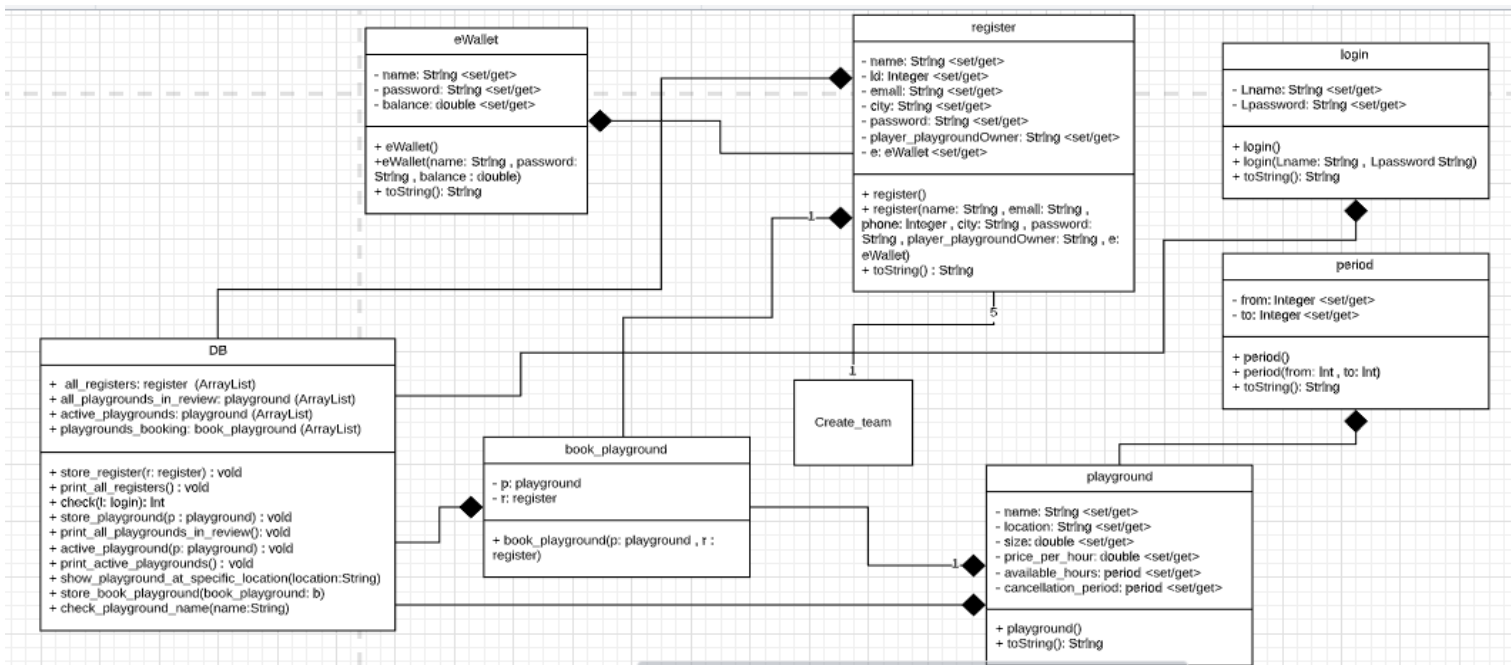 eWallet
- name: String <set/get>
- password: String <set/get>
- balance: double <set/get>
+ eWallet()
+eWallet(name: String , password:
String , balance : double)
+ toString(): String
register
- name: String <set/get>
- id: Integer <set/get>
- email: String <set/get>
- city: String <set/get>
- password: String <set/get>
- player_playgroundOwner: String <set/get>
- e: eWallet <set/get>
+ register()
+ register(name: String , email: String ,
phone: Integer , city: String , password:
String , player_playgroundOwner: String , e:
eWallet)
+ toString() : String
login
- Lname: String <set/get>
- Lpassword: String <set/get>
+ login()
+ login(Lname: String , Lpassword String)
+ toString(): String
1
5
1
period
- from: Integer <set/get>
- to: Integer <set/get>
+ period()
+ period(from: Int , to: Int)
+ toString(): String
DB
+ all_registers: register (ArrayList)
+ all_playgrounds_in_review: playground (ArrayList)
+ active_playgrounds: playground (ArrayList)
+ playgrounds_booking: book_playground (ArrayList)
+ store_register(r: register) : void
+ print_all_registers() : void
+ check(l: login): Int
+ store_playground(p : playground) : void
+ print_all_playgrounds_in_review(): void
+ active_playground(p: playground) : void
+ print_active_playgrounds() : void
+ show_playground_at_specific_location(location:String)
+ store_book_playground(book_playground: b)
+ check_playground_name(name:String)
Create_team
book_playground
- p: playground
- r: register
+ book_playground(p: playground , r :
register)
1
playground
- name: String <set/get>
- location: String <set/get>
- size: double <set/get>
- price_per_hour: double <set/get>
- available_hours: period <set/get>
- cancellation_period: period <set/get>
+ playground()
+ toString(): String